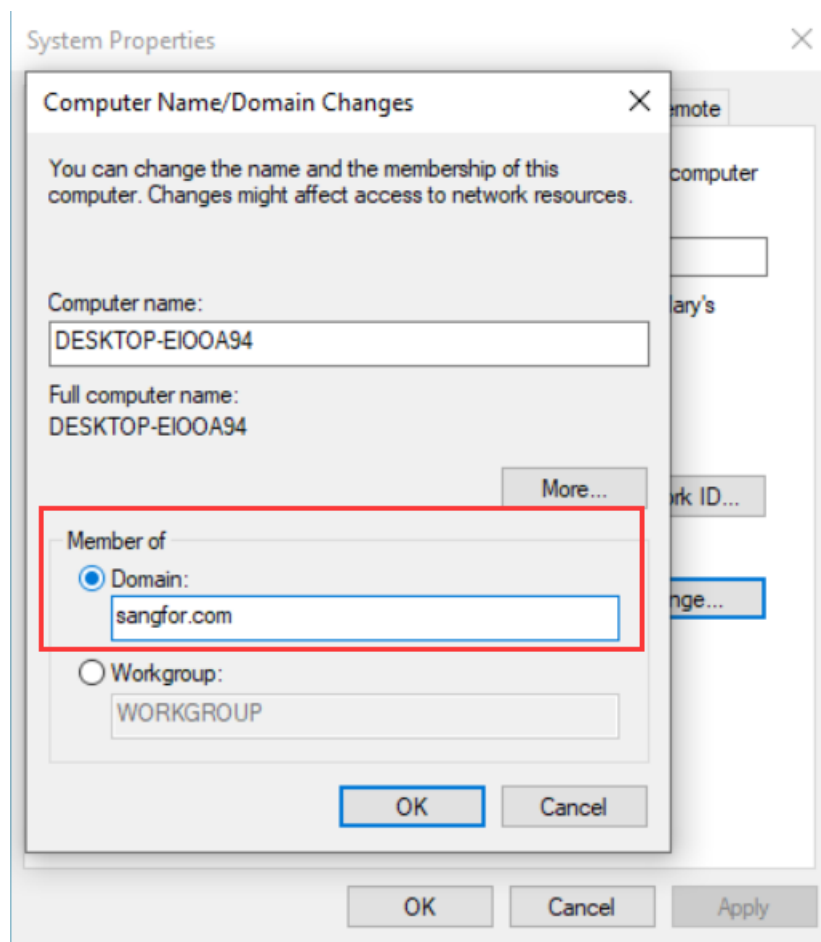 System Properties
Computer Name/Domain Changes
emote
You can change the name and the membership of this
computer. Changes might affect access to network resources.
computer
Computer name:
DESKTOP-EIOOA94
ary's
Full computer name:
DESKTOP-EIOOA94
More...
ork ID...
Member of
Domain:
sangfor.com
nge...
Workgroup:
WORKGROUP
OK
Cancel
OK
Cancel
Apply